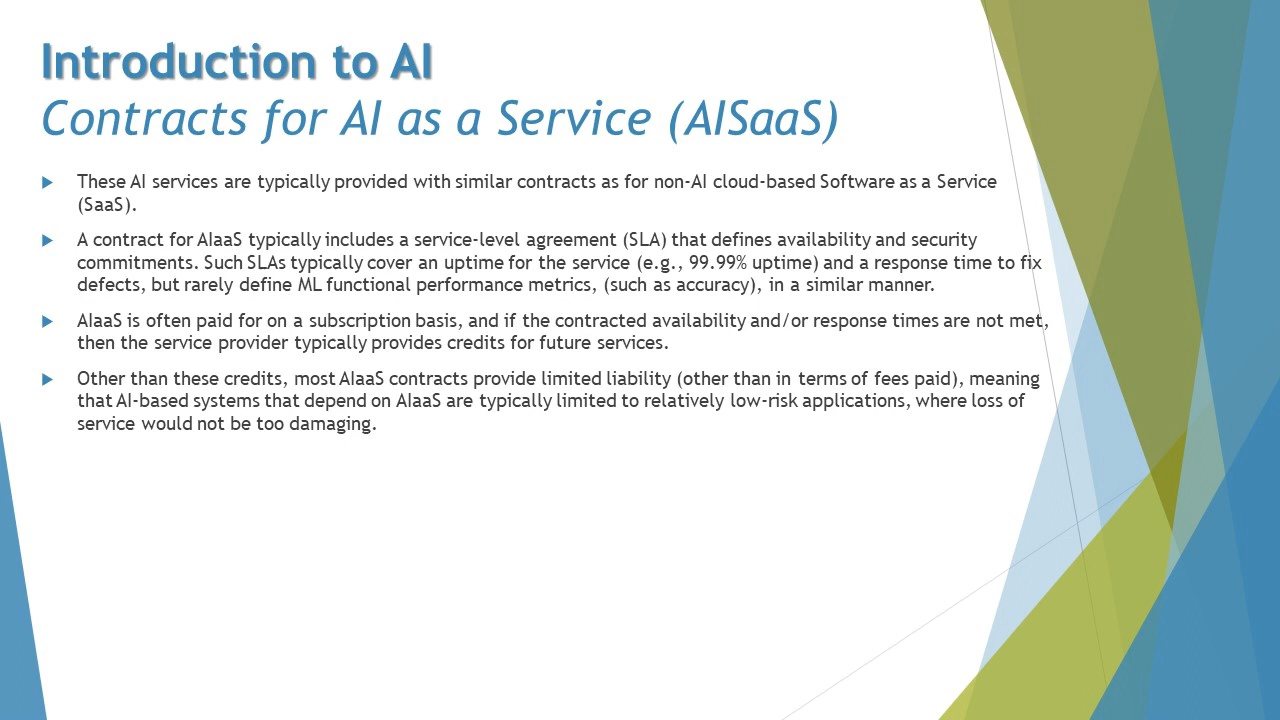 Introduction to AI
Contracts for AI as a Service (AISaaS)
These AI services are typically provided with similar contracts as for non-AI cloud-based Software as a Service
(SaaS).
A contract for AIaaS typically includes a service-level agreement (SLA) that defines availability and security
commitments. Such SLAs typically cover an uptime for the service (e.g., 99.99% uptime) and a response time to fix
defects, but rarely define ML functional performance metrics, (such as accuracy), in a similar manner.
AIaaS is often paid for on a subscription basis, and if the contracted availability and/or response times are not met,
then the service provider typically provides credits for future services.
Other than these credits, most AIaaS contracts provide limited liability (other than in terms of fees paid), meaning
that AI-based systems that depend on AIaaS are typically limited to relatively low-risk applications, where loss of
service would not be too damaging.